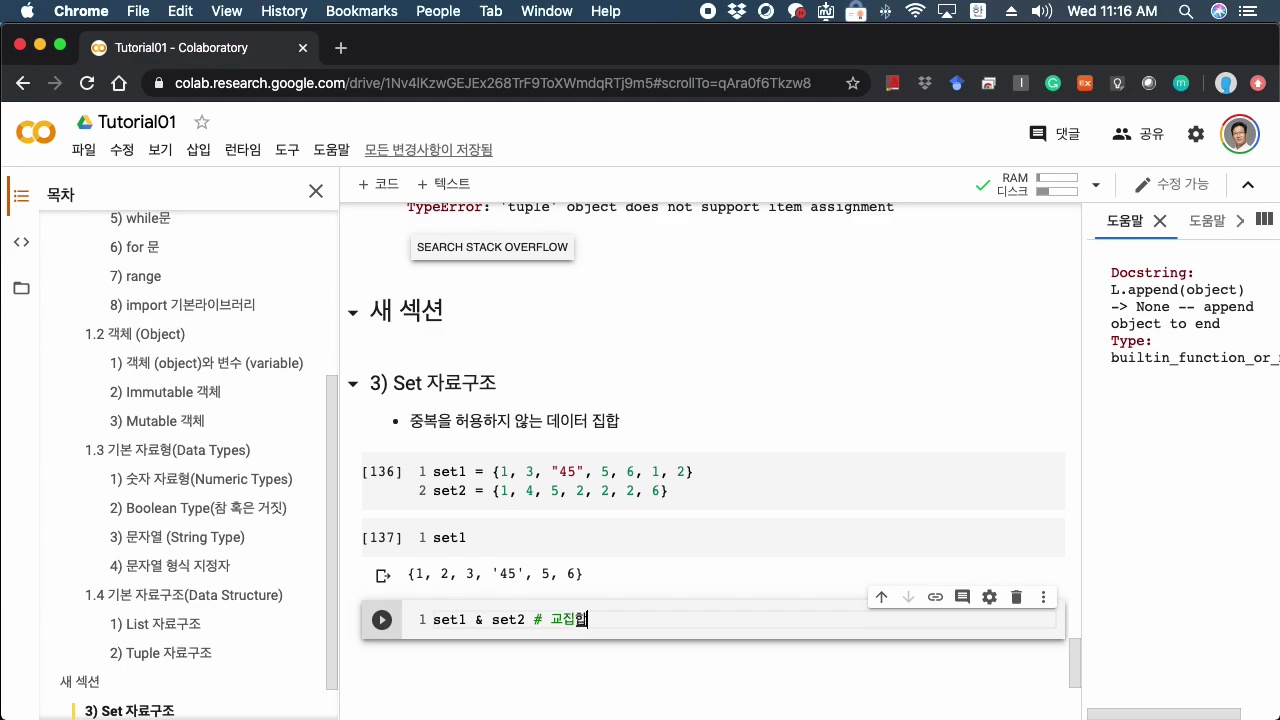 Chrome File Edit View History Bookmarks People Tab Window Help 한 Wed 11:16 AM
Tutorial01 - Colaboratory
colab.research.google.com/drive/1Nv4lKzwGEJEx268TrF9ToXWmdqRTj9m5#scrollTo=qAra0f6Tkzw8
Tutorial01
댓글 공유
파일 수정 보기 삽입 런타임 도구 도움말 모든 변경사항이 저장됨
목차
+ 코드 + 텍스트
RAM
디스크
수정 가능
5) while문
6) for 문
7) range
8) import 기본라이브러리
1.2 객체 (Object)
1) 객체 (object)와 변수 (variable)
2) Immutable 객체
3) Mutable 객체
1.3 기본 자료형(Data Types)
1) 숫자 자료형(Numeric Types)
2) Boolean Type(참 혹은 거짓)
3) 문자열 (String Type)
4) 문자열 형식 지정자
1.4 기본 자료구조(Data Structure)
1) List 자료구조
2) Tuple 자료구조
새 섹션
3) Set 자료구조
TypeError: 'tuple' object does not support item assignment
SEARCH STACK OVERFLOW
새 섹션
3) Set 자료구조
• 중복을 허용하지 않는 데이터 집합
[136] 1 set1 = {1, 3, "45", 5, 6, 1, 2}
2 set2 = {1, 4, 5, 2, 2, 2, 6}
[137] 1 set1
{1, 2, 3, '45', 5, 6}
1 set1 & set2 # 교집합
도움말 도움말
Docstring:
L.append(object)
-> None -- append
object to end
Type:
builtin_function_or_